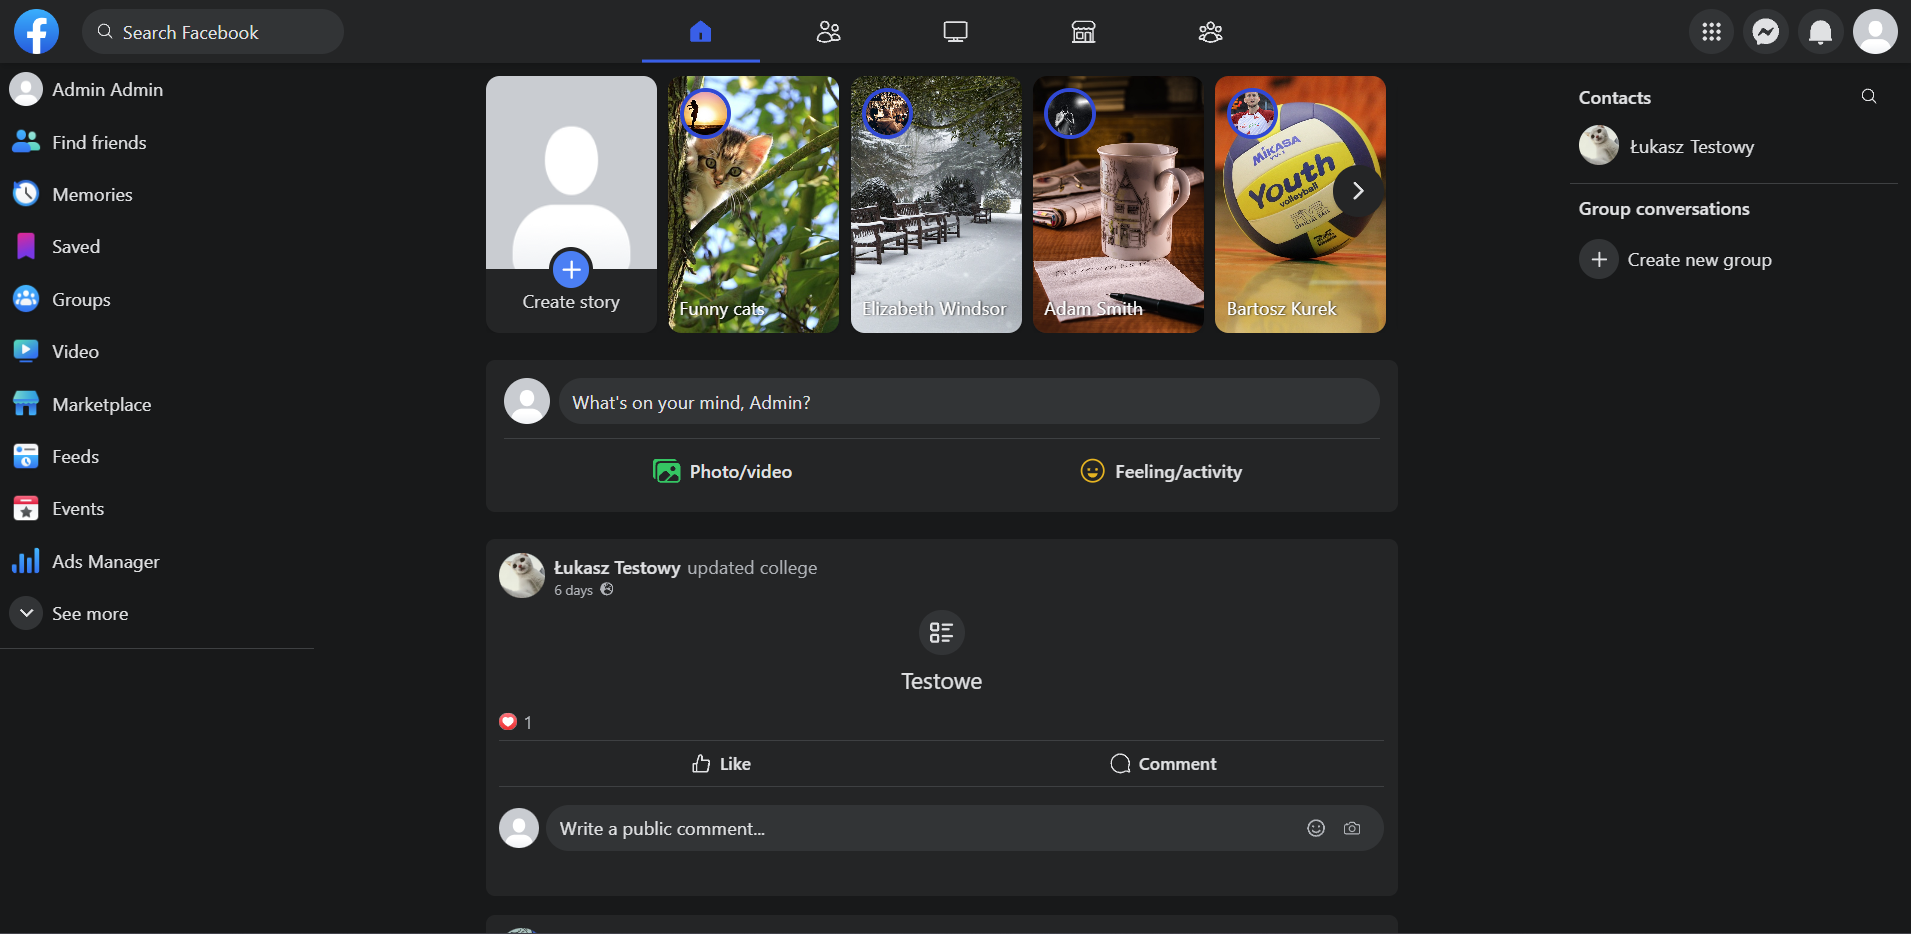 Search Facebook
Admin Admin
Find friends
Memories
Saved
Groups
Video
Marketplace
Feeds
Events
Ads Manager
See more
Create story
Funny cats
Elizabeth Windsor
Adam Smith
MIKASA
Youth
volleyball
Bartosz Kurek
What's on your mind, Admin?
Photo/video
Feeling/activity
Łukasz Testowy updated college
6 days
Testowe
1
Like
Comment
Write a public comment...
Contacts
Łukasz Testowy
Group conversations
Create new group